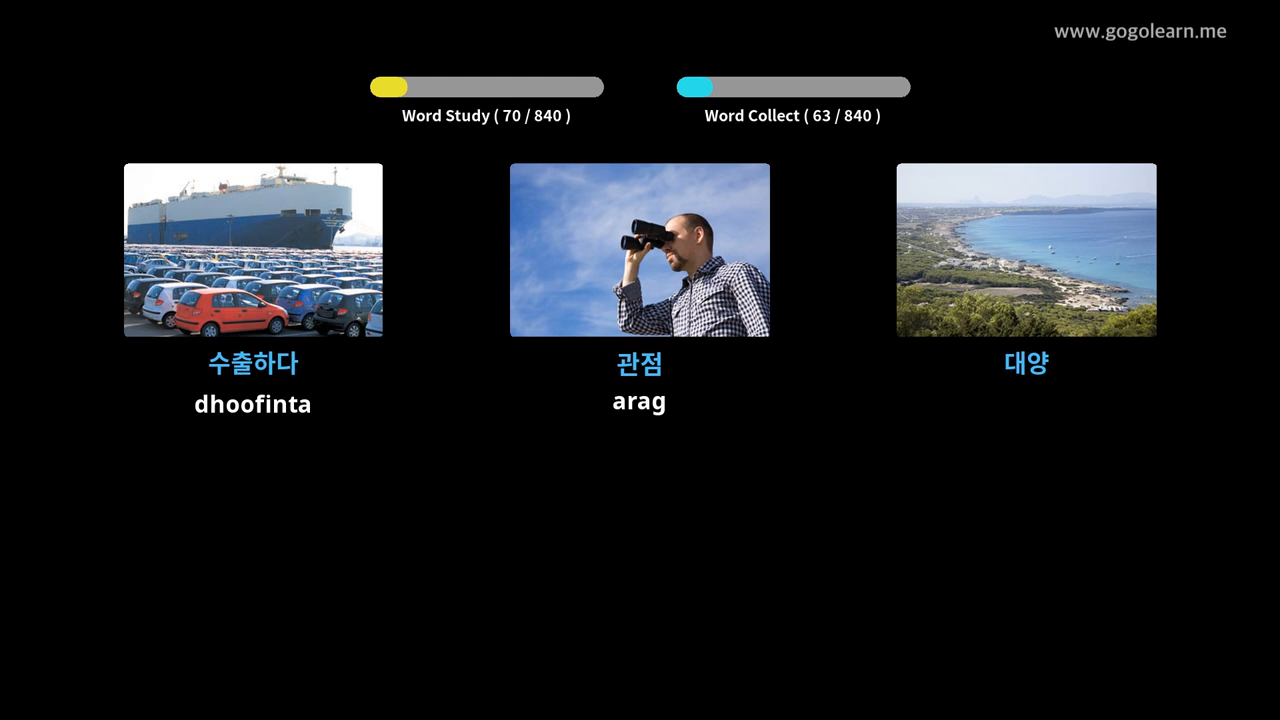 www.gogolearn.me
Word Study ( 70 / 840 )
Word Collect ( 63 / 840 )
수출하다
관점
대양
dhoofinta
arag